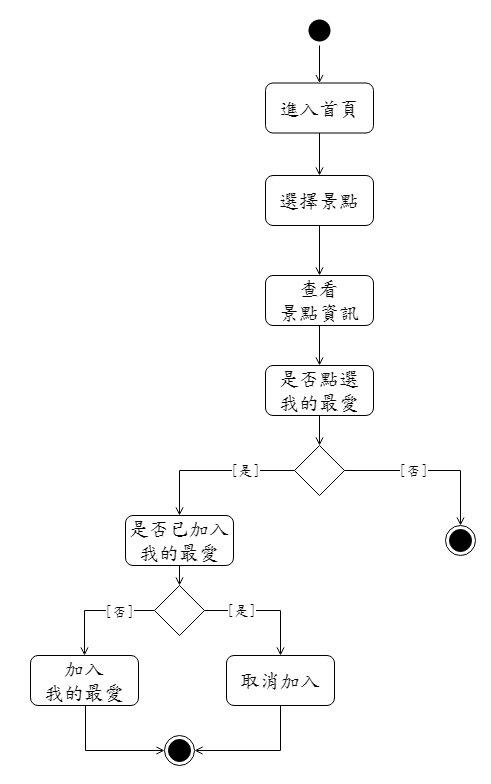 進入首頁
選擇景點
查看
景點資訊
是否點選
我的最愛
[是]
[否]
是否已加入
我的最愛
[否]
[是]
加入
我的最愛
取消加入